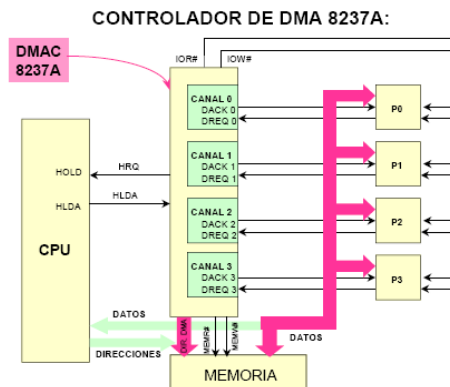 CONTROLADOR DE DMA 8237A:
IOR# IOW#
DMAC
8237A
CANAL 0
DACK 0
DREQ 0
P0
CANAL 1
DACK 1
DREQ 1
P1
HOLD
HRQ
HLDA
HLDA
CPU
CANAL 2
DACK 2
DREQ 2
P2
CANAL 3
DACK 3
DREQ 3
P3
DATOS
DIRECCIONES
DIR. DMA
MEMR#
MEMW#
DATOS
MEMORIA